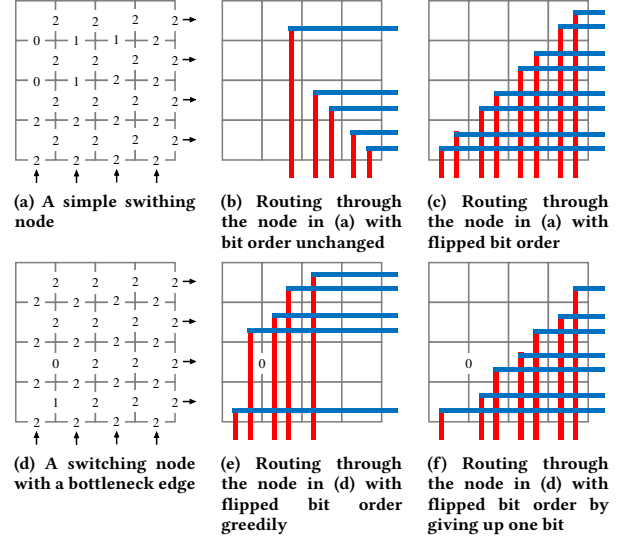 2 2 2 2
0 1 1 2
2 2 2 2
0 1 2 2
2 2 2 2
2 2 2 2
2 2 2 2
2 2 2 2
(a) A simple swithing
node
(b) Routing through
the node in (a) with
bit order unchanged
(c) Routing through
the node in (a) with
flipped bit order
2 2 2 2
2 2 2 2
2 2 2 2
2 2 2 2
0 2 2 2
2 2 2 2
1 2 2 2
2 2 2 2
0
0
(d) A switching node
with a bottleneck edge
(e) Routing through
the node in (d) with
flipped bit order
greedily
(f) Routing through
the node in (d) with
flipped bit order by
giving up one bit